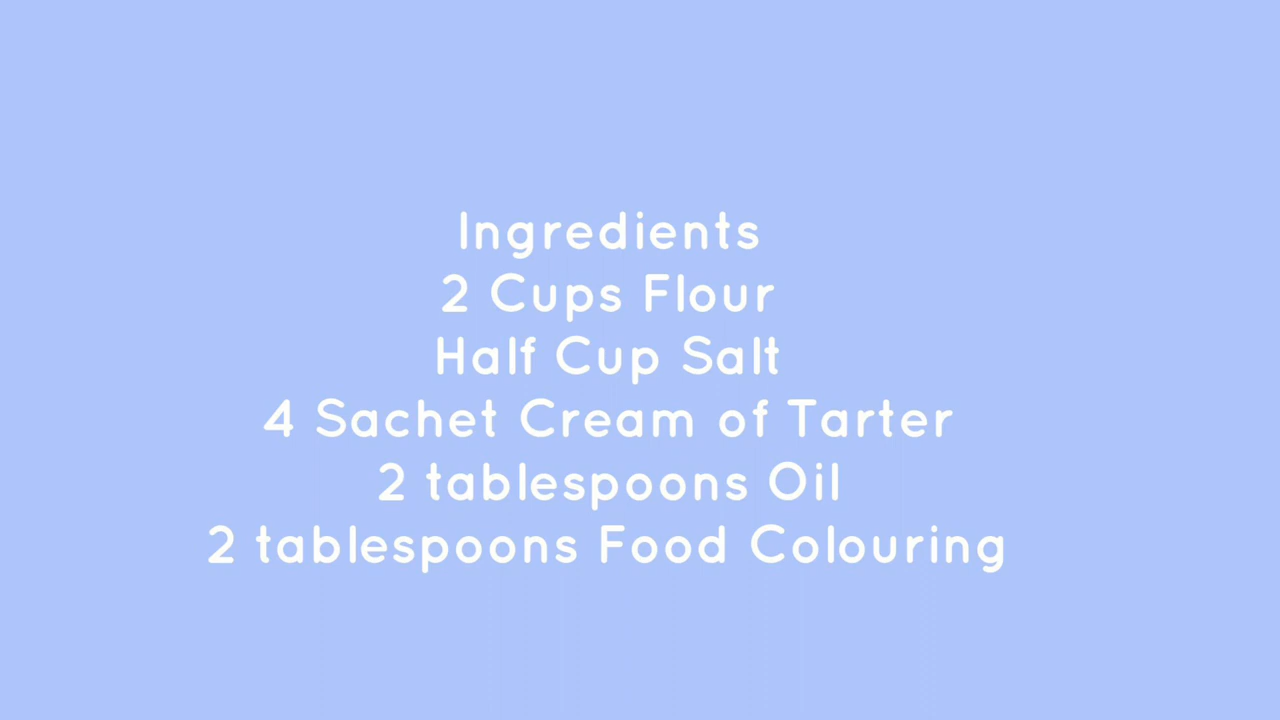 Ingredients
2 Cups Flour
Half Cup Salt
4 Sachet Cream of Tarter
2 tablespoons Oil
2 tablespoons Food Colouring